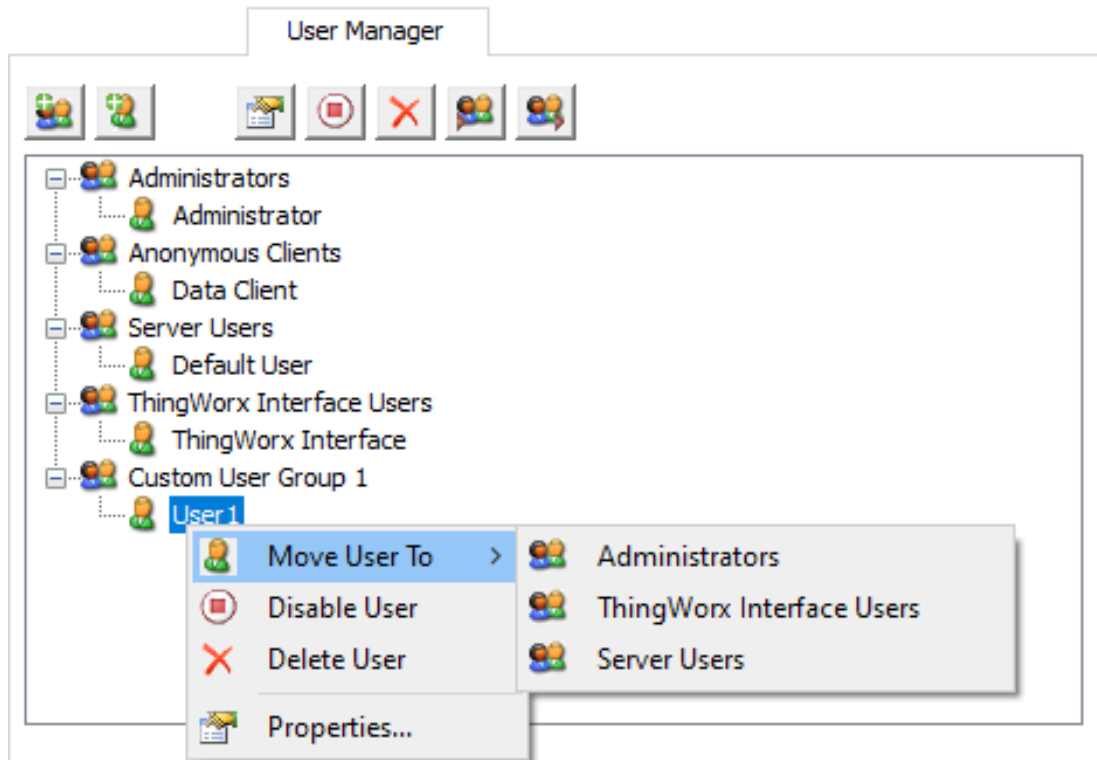 User Manager
Administrators
Administrator
Anonymous Clients
Data Client
Server Users
Default User
ThingWorx Interface Users
ThingWorx Interface
Custom User Group 1
User1
Move User To
Administrators
Disable User
ThingWorx Interface Users
Delete User
Server Users
Properties...